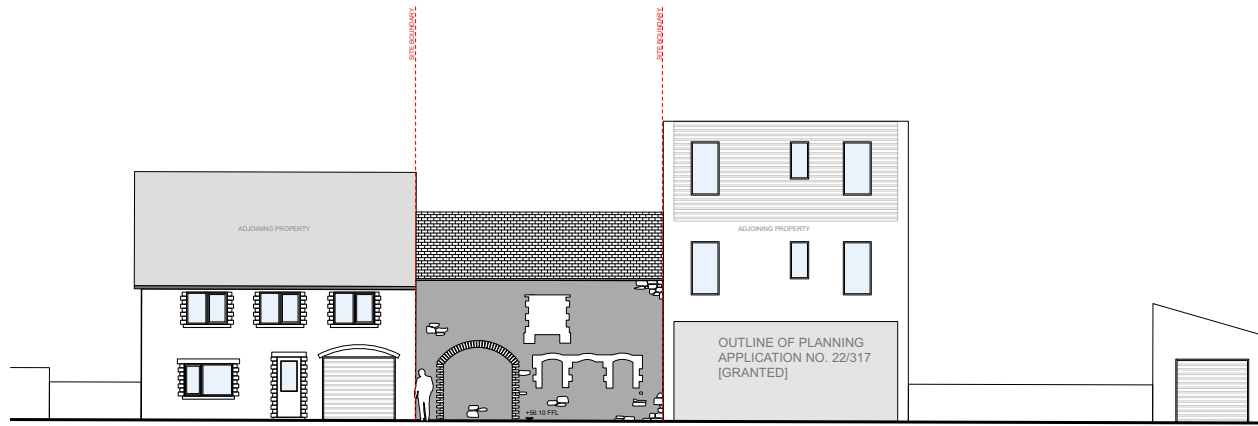 SITE BOUNDARY
SITE BOUNDARY
ADJOINING PROPERTY
ADJOINING PROPERTY
OUTLINE OF PLANNING
APPLICATION NO. 22/317
[GRANTED]
+56.10 FFL